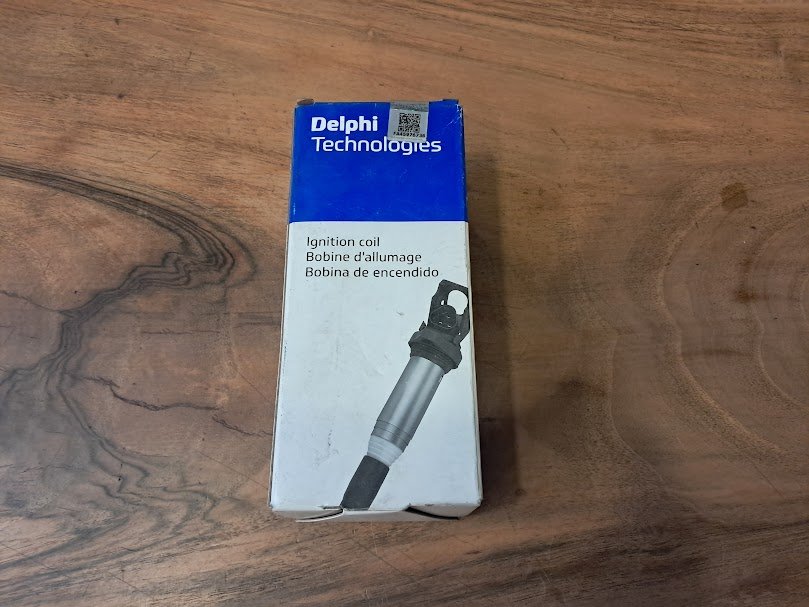 Delphi
Technologies
Ignition coil
Bobine d'allumage
Bobina de encendido